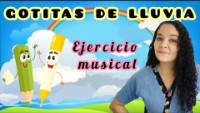 GOTITAS DE LLUVIA
Ejercicio
musical